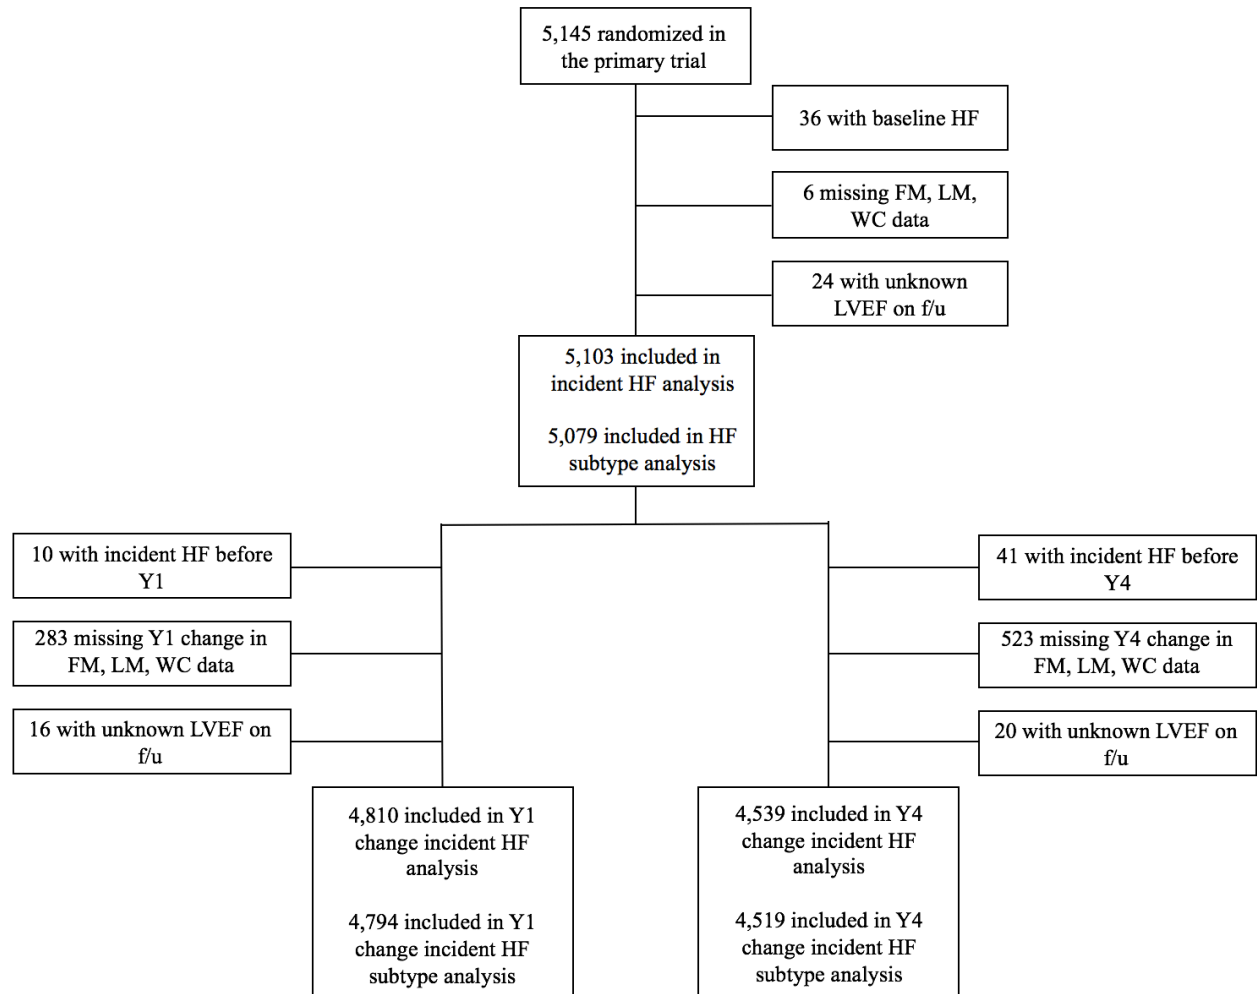 5,145 randomized in
the primary trial
36 with baseline HF
6 missing FM, LM,
WC data
24 with unknown
LVEF on f/u
5,103 included in
incident HF analysis
5,079 included in HF
subtype analysis
10 with incident HF before
Y1
283 missing Y1 change in
FM, LM, WC data
16 with unknown LVEF on
f/u
41 with incident HF before
Y4
523 missing Y4 change in
FM, LM, WC data
20 with unknown LVEF on
f/u
4,810 included in Y1
change incident HF
analysis
4,794 included in Y1
change incident HF
subtype analysis
4,539 included in Y4
change incident HF
analysis
4,519 included in Y4
change incident HF
subtype analysis